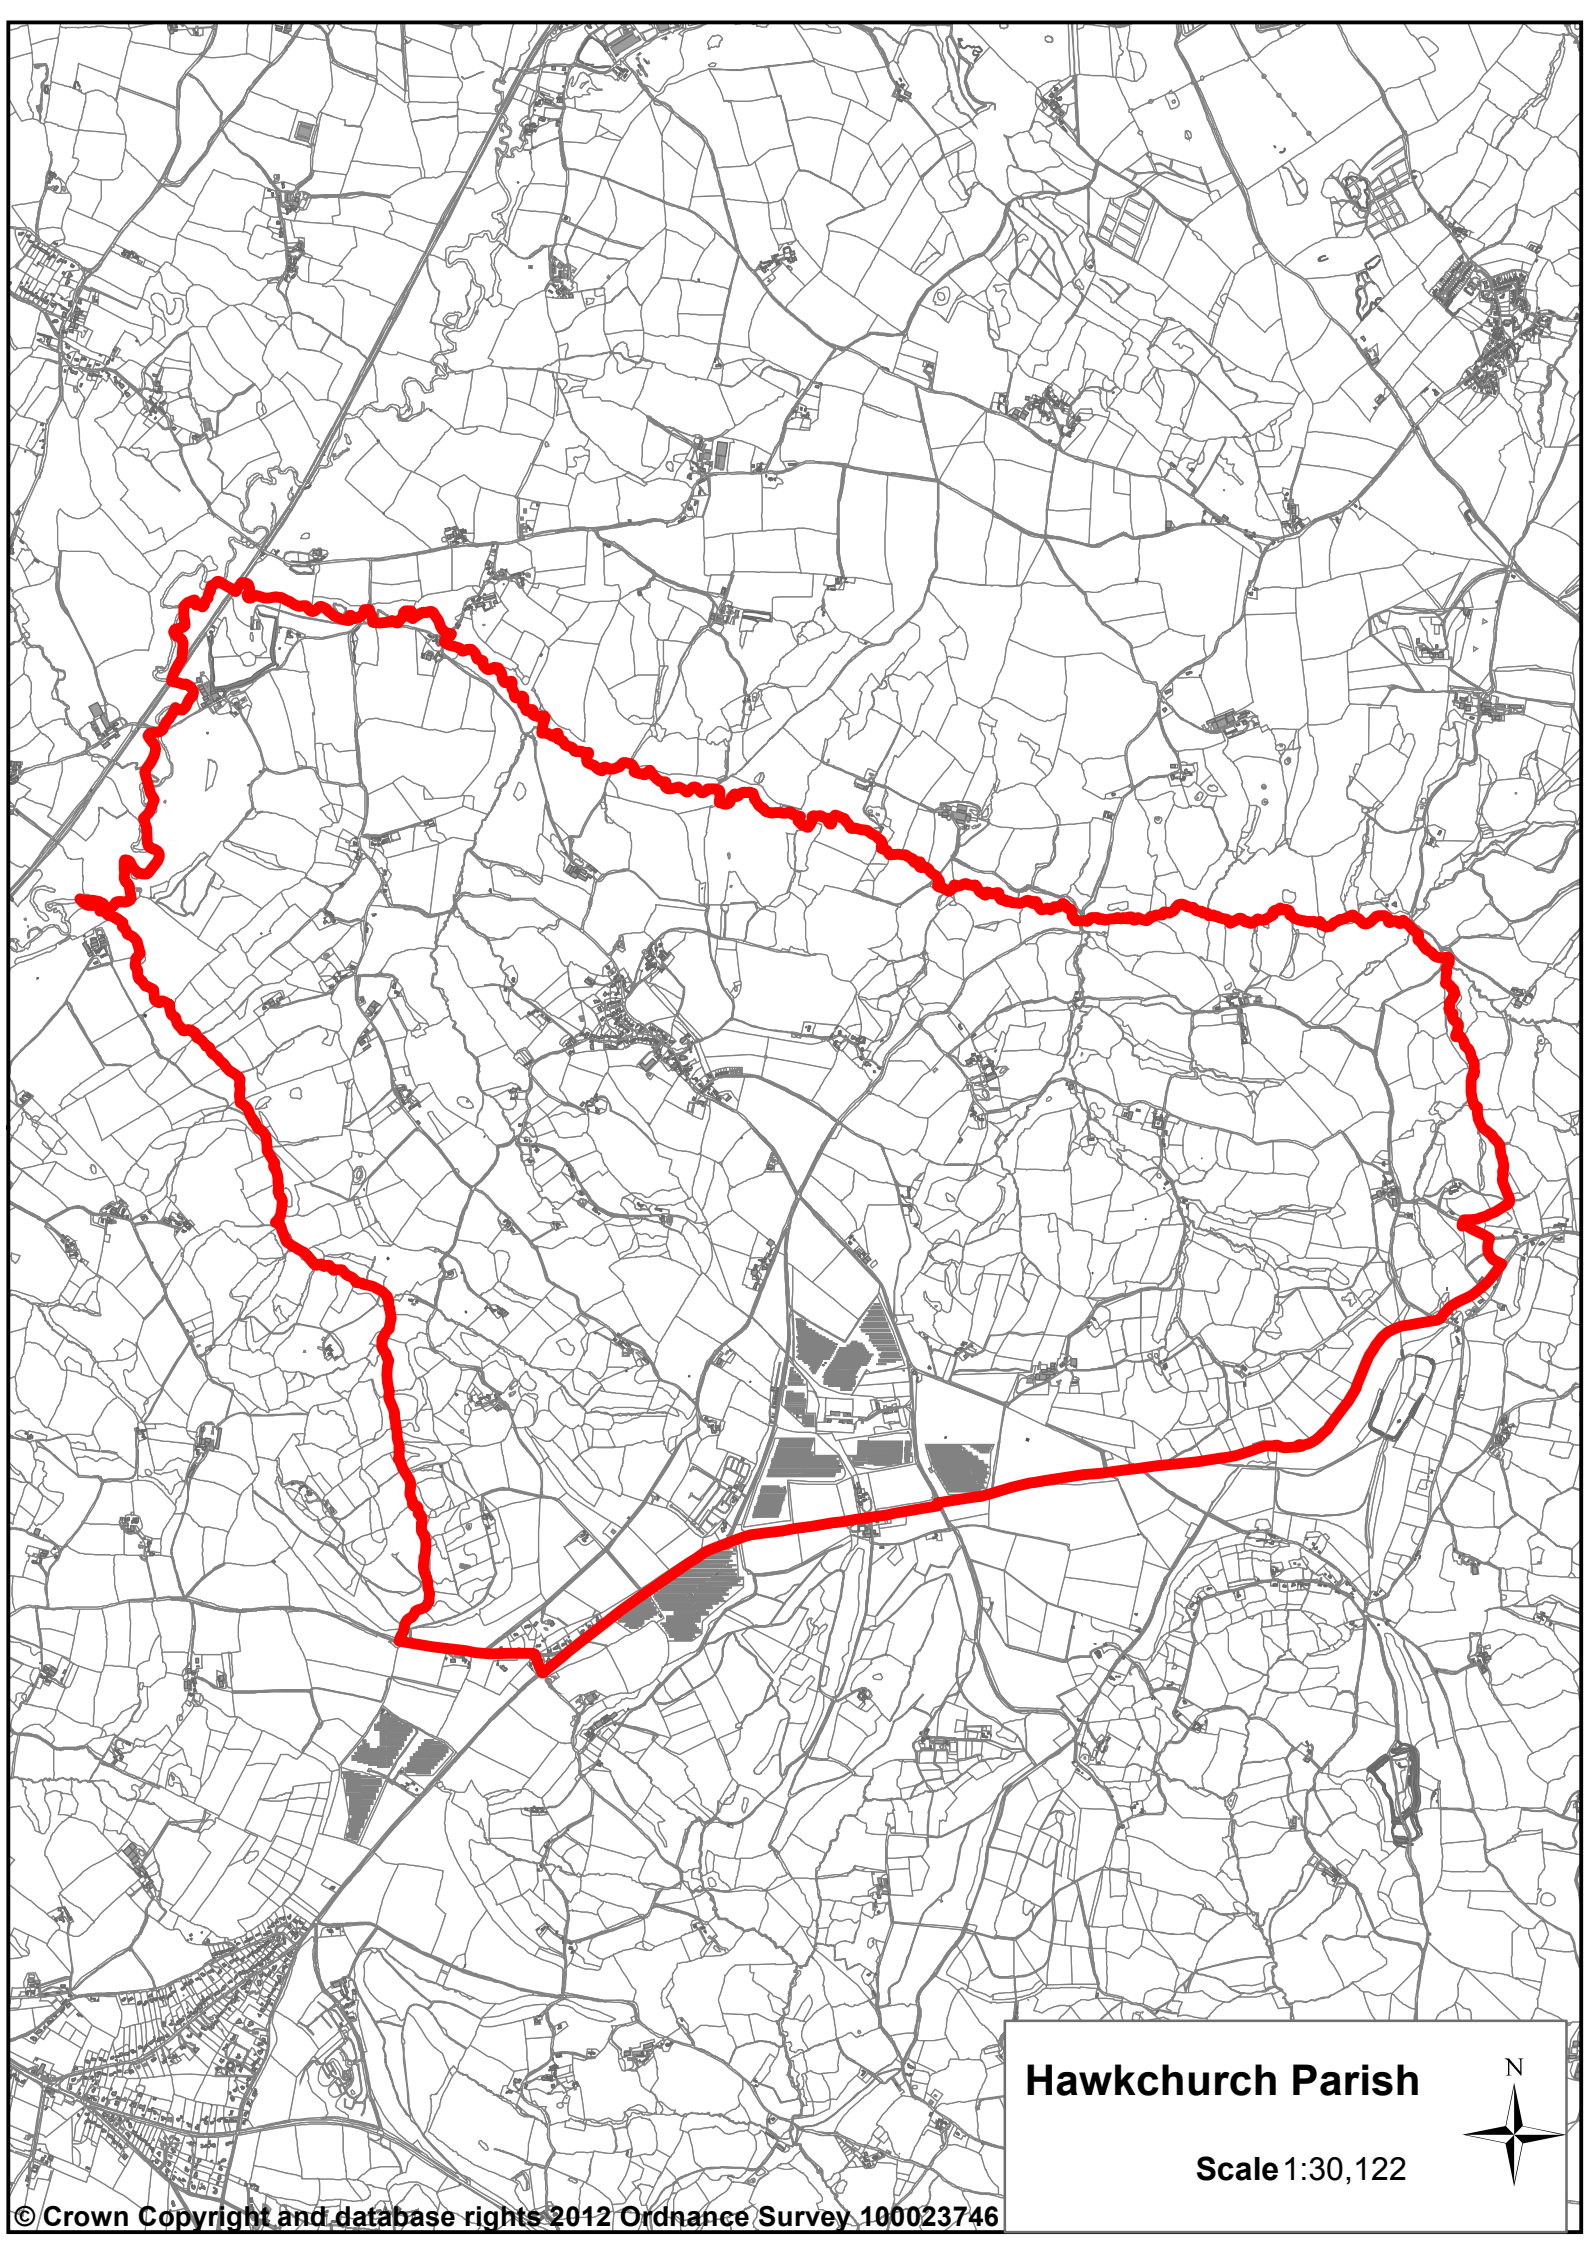 Hawkchurch Parish
N
Scale 1:30,122
© Crown Copyright and database rights 2012 Ordnance Survey 100023746